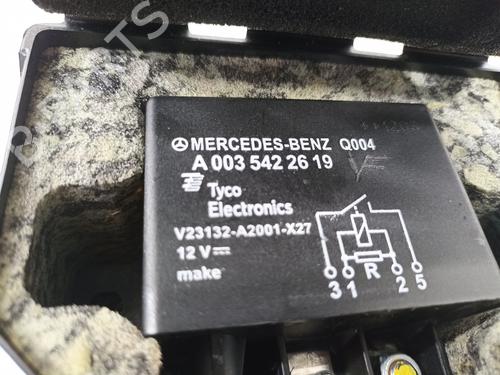 MERCEDES-BENZ Q004
A 003 542 26 19
Tyco
Electronics
V23132-A2001-X27
12 V
make
R
3 1 2 5